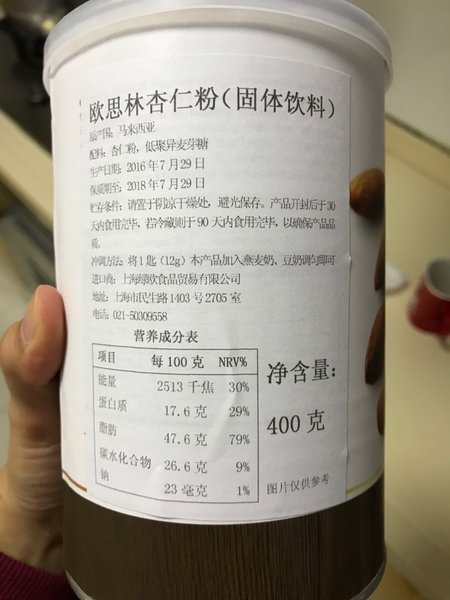 欧思林杏仁粉(固体饮料)
原产国: 马来西亚
配料: 杏仁粉, 低聚异麦芽糖
生产日期: 2016年7月29日
保质期至: 2018年7月29日
贮存条件: 请置于阴凉干燥处, 避光保存。产品开封后于30
天内食用完毕, 若冷藏则于90天内食用完毕, 以确保产品品
质。
冲调方法: 将1匙(12g)本产品加入燕麦奶、豆奶调匀即可
进口商: 上海绿欧食品贸易有限公司
地址: 上海市民生路1403号2705室
电话: 021-50309558
营养成分表
项目 每100克 NRV%
能量 2513千焦 30%
蛋白质 17.6克 29%
脂肪 47.6克 79%
碳水化合物 26.6克 9%
钠 23毫克 1%
净含量:
400克
图片仅供参考